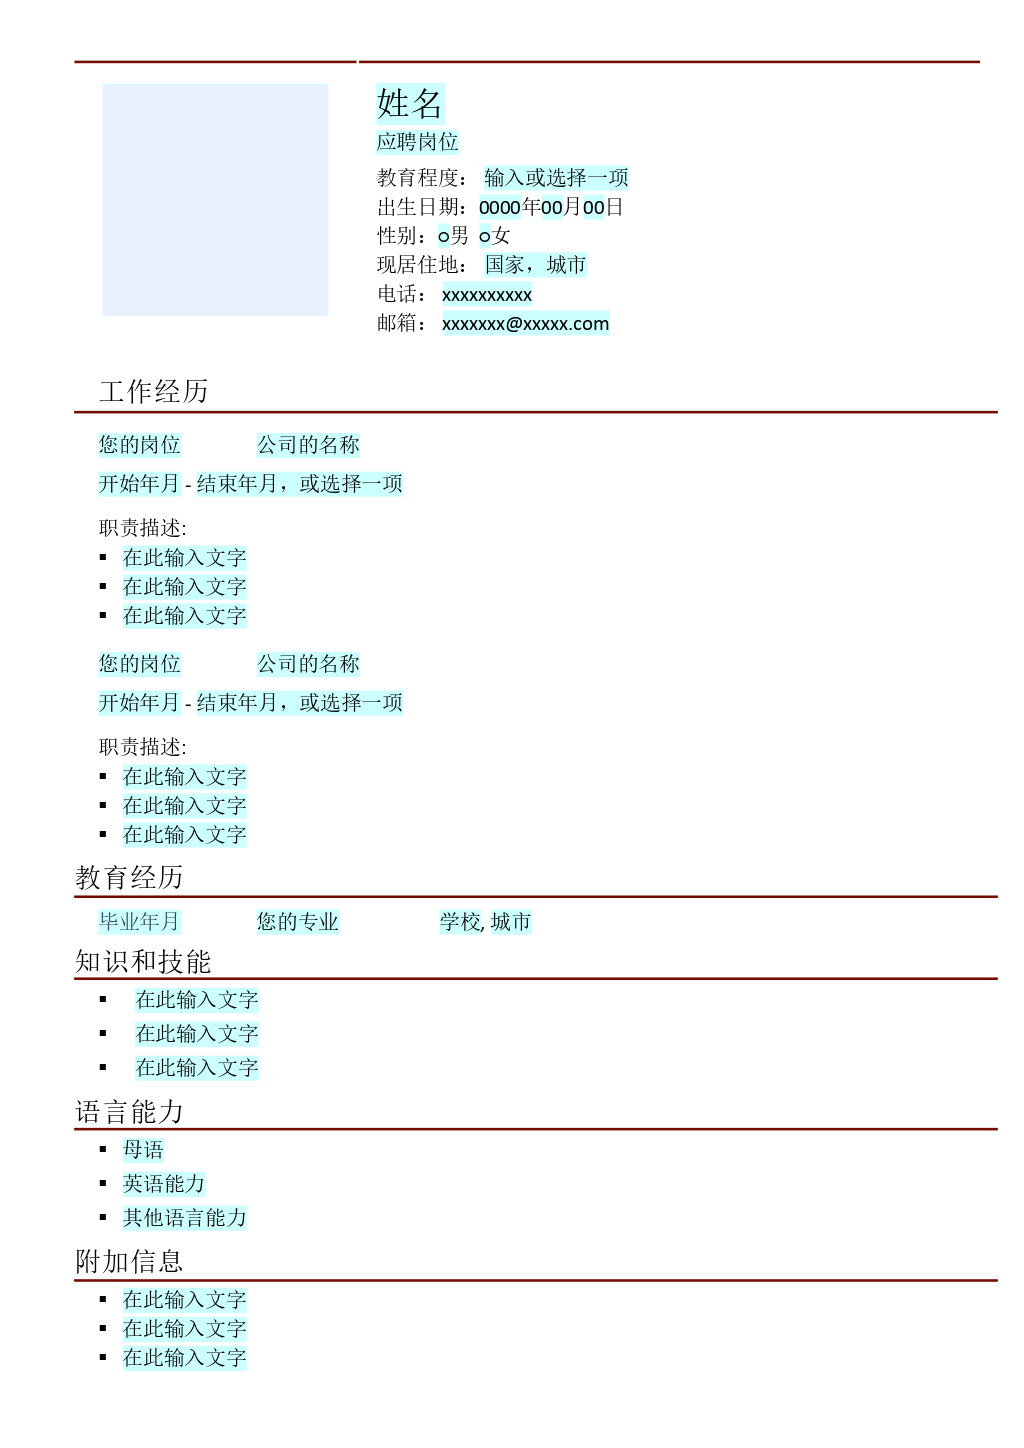 姓名
应聘岗位
教育程度： 输入或选择一项
出生日期：0000年00月00日
性别：o男 o女
现居住地： 国家，城市
电话： xxxxxxxxxx
邮箱： xxxxxxx@xxxxx.com
工作经历
您的岗位 公司的名称
开始年月 - 结束年月，或选择一项
职责描述:
▪ 在此输入文字
▪ 在此输入文字
▪ 在此输入文字
您的岗位 公司的名称
开始年月 - 结束年月，或选择一项
职责描述:
▪ 在此输入文字
▪ 在此输入文字
▪ 在此输入文字
教育经历
毕业年月 您的专业 学校, 城市
知识和技能
▪ 在此输入文字
▪ 在此输入文字
▪ 在此输入文字
语言能力
▪ 母语
▪ 英语能力
▪ 其他语言能力
附加信息
▪ 在此输入文字
▪ 在此输入文字
▪ 在此输入文字